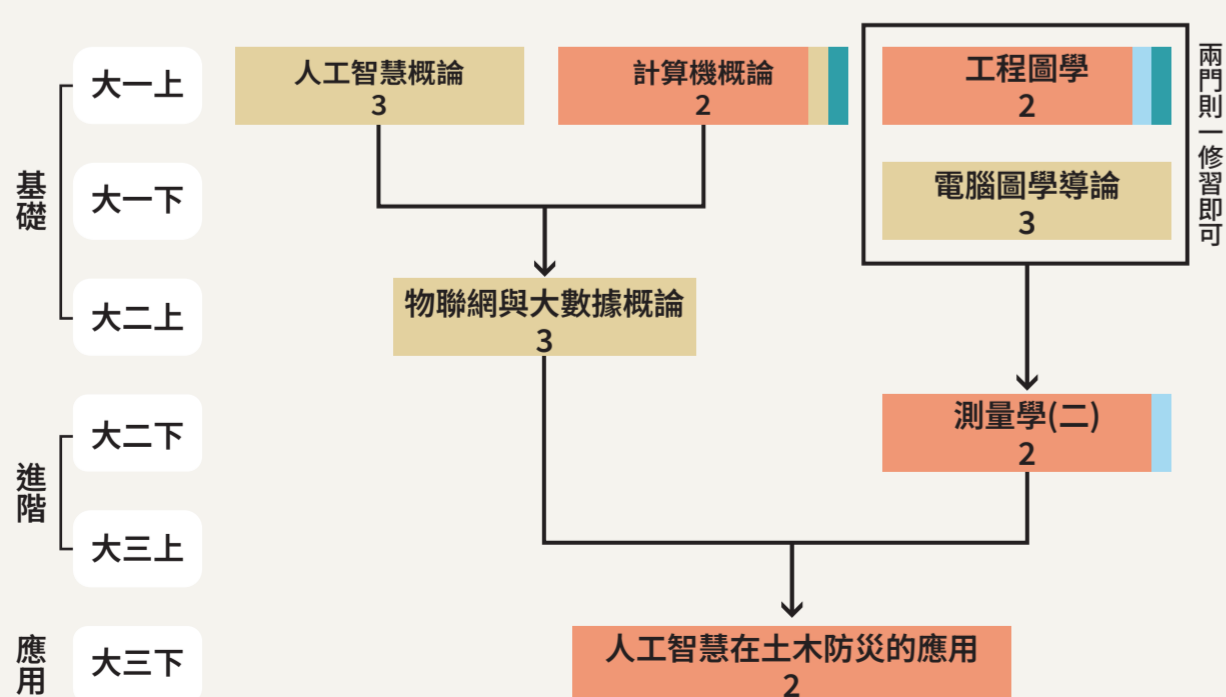 大一上
人工智慧概論
3
計算機概論
2
工程圖學
2
兩門則一修習即可
基礎
大一下
電腦圖學導論
3
大二上
物聯網與大數據概論
3
進階
大二下
測量學(二)
2
大三上
應用
大三下
人工智慧在土木防災的應用
2